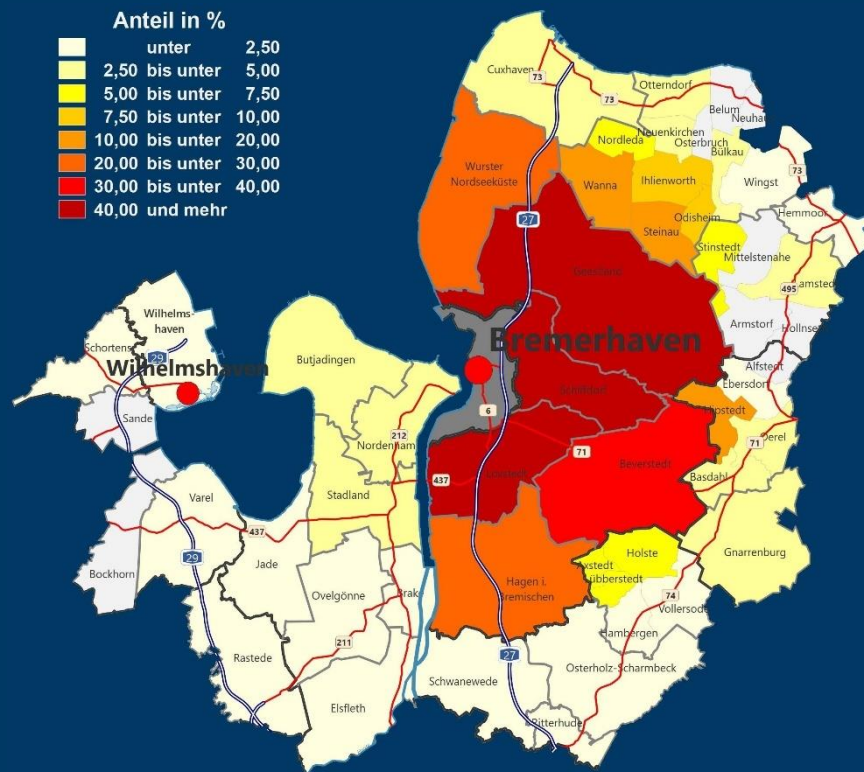 Anteil in %
unter 2,50
2,50 bis unter 5,00
5,00 bis unter 7,50
7,50 bis unter 10,00
10,00 bis unter 20,00
20,00 bis unter 30,00
30,00 bis unter 40,00
40,00 und mehr
Cuxhaven
73
73
Otterndorf
Belum
Neuhau
Nordleda
Neuenkirchen
Osterbruch
Bülkau
Wurster
Nordseeküste
Wanna
Ihlienworth
Wingst
73
27
Odisheim
Steinau
Hemmoor
Stinstedt
Mittelstenahe
Lamstedt
495
Armstorf
Hollnse
Wilhelms-
haven
Schortens
29
Wilhelmshaven
Butjadingen
Bremerhaven
Alfstedt
Ebersdorf
Sande
6
Nordenham
212
71
71
Beverstedt
Basdahl
437
Loxstedt
Stadland
Varel
437
Holste
Gnarrenburg
29
Axstedt
Lübberstedt
Bockhorn
Jade
Hagen i.
Bremischen
Ovelgönne
Brake
74
Vollersode
Hambergen
211
Rastede
27
Osterholz-Scharmbeck
Schwanewede
Elsfleth
Ritterhude